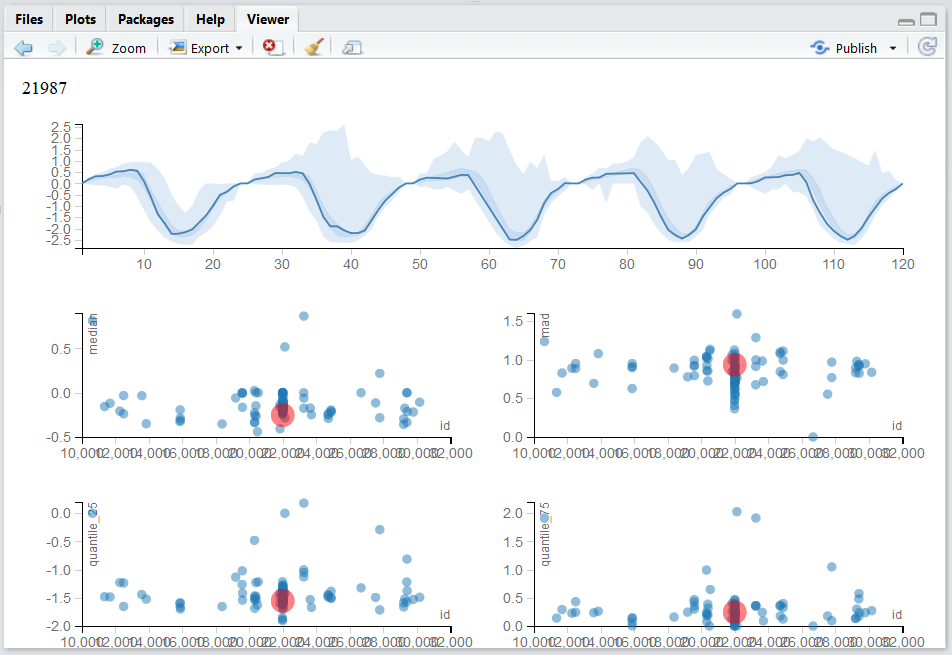 Files Plots Packages Help Viewer
Zoom Export Publish
21987
2.5
2.0
1.5
1.0
0.5
0.0
-0.5
-1.0
-1.5
-2.0
-2.5
10 20 30 40 50 60 70 80 90 100 110 120
median
0.5
0.0
-0.5
id
10,000 12,000 14,000 16,000 18,000 20,000 22,000 24,000 26,000 28,000 30,000 32,000
mad
1.5
1.0
0.5
0.0
id
10,000 12,000 14,000 16,000 18,000 20,000 22,000 24,000 26,000 28,000 30,000 32,000
quantile_25
0.0
-0.5
-1.0
-1.5
-2.0
id
10,000 12,000 14,000 16,000 18,000 20,000 22,000 24,000 26,000 28,000 30,000 32,000
quantile_75
2.0
1.5
1.0
0.5
0.0
id
10,000 12,000 14,000 16,000 18,000 20,000 22,000 24,000 26,000 28,000 30,000 32,000